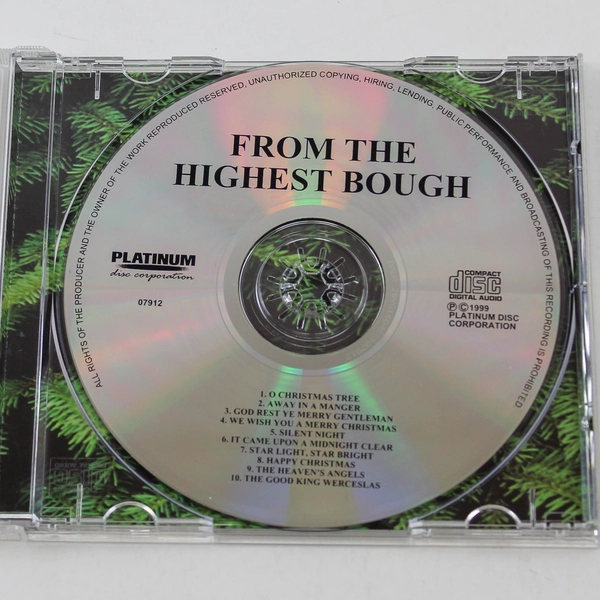 ALL RIGHTS OF THE PRODUCER AND THE OWNER OF THE WORK REPRODUCED RESERVED, UNAUTHORIZED COPYING, HIRING, LENDING, PUBLIC PERFORMANCE AND BROADCASTING OF THIS RECORDING IS PROHIBITED.
FROM THE
HIGHEST BOUGH
PLATINUM
disc corporation
07912
COMPACT
disc
DIGITAL AUDIO
℗ © 1999
PLATINUM DISC
CORPORATION
1. O CHRISTMAS TREE
2. AWAY IN A MANGER
3. GOD REST YE MERRY GENTLEMAN
4. WE WISH YOU A MERRY CHRISTMAS
5. SILENT NIGHT
6. IT CAME UPON A MIDNIGHT CLEAR
7. STAR LIGHT, STAR BRIGHT
8. HAPPY CHRISTMAS
9. THE HEAVEN'S ANGELS
10. THE GOOD KING WERCESLAS